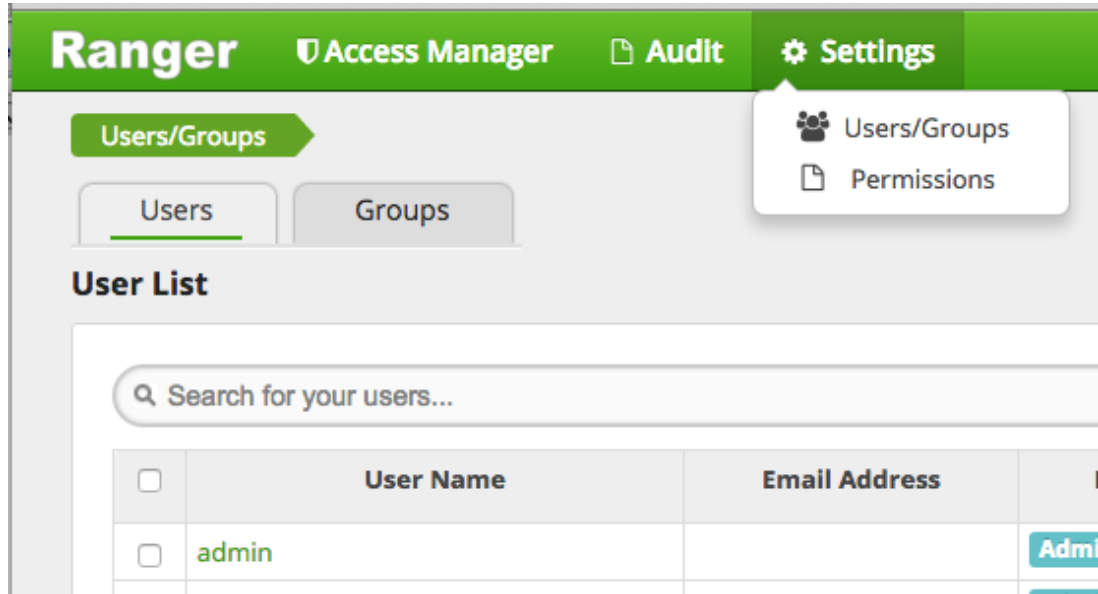 Ranger Access Manager Audit Settings
Users/Groups
Permissions
Users/Groups
Users Groups
User List
Search for your users...
User Name Email Address
admin